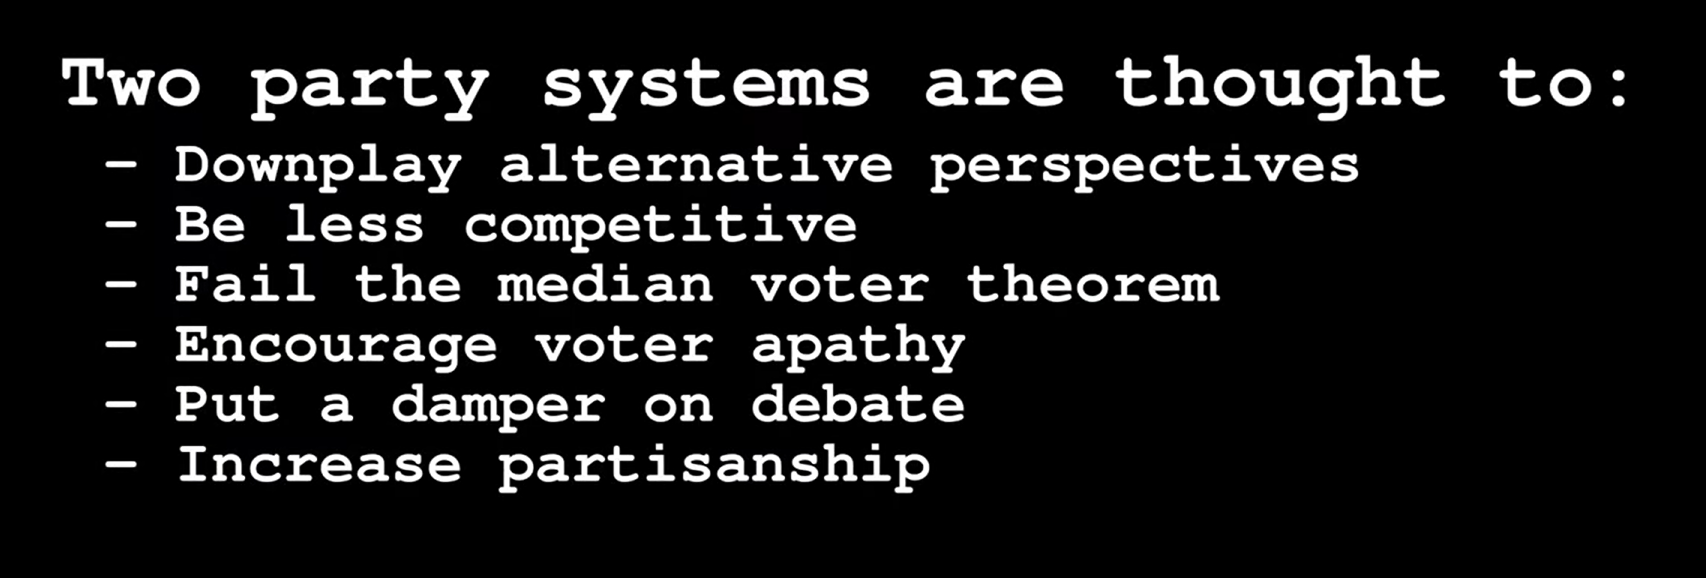 Two party systems are thought to:
- Downplay alternative perspectives
- Be less competitive
- Fail the median voter theorem
- Encourage voter apathy
- Put a damper on debate
- Increase partisanship